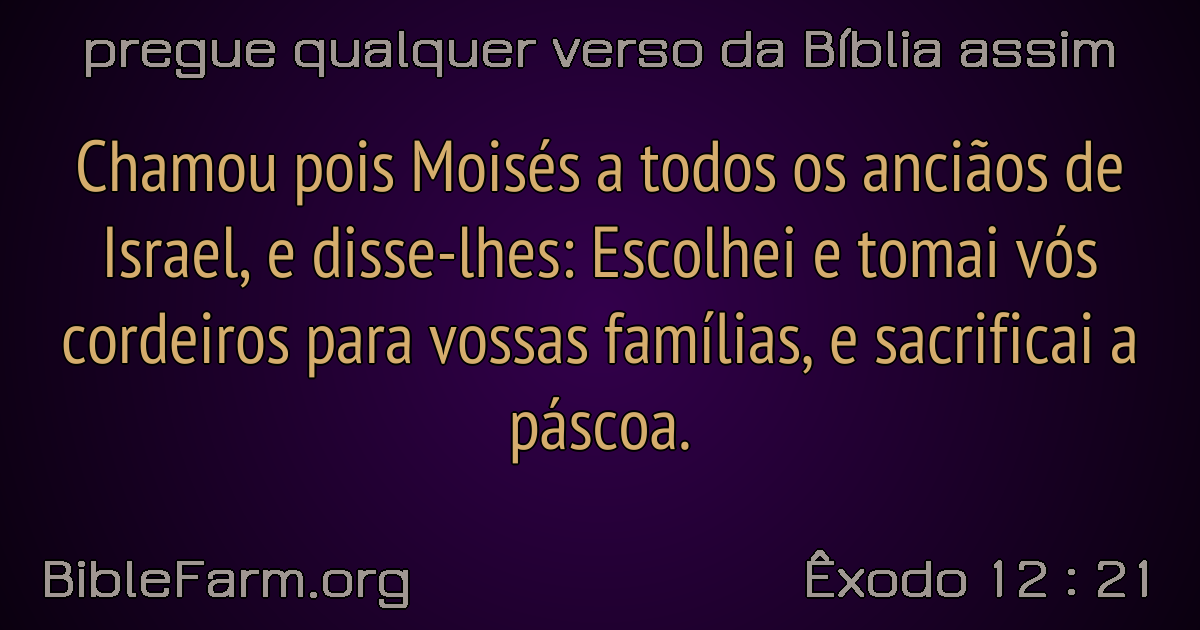 pregue qualquer verso da Bíblia assim
Chamou pois Moisés a todos os anciãos de
Israel, e disse-lhes: Escolhei e tomai vós
cordeiros para vossas famílias, e sacrificai a
páscoa.
BibleFarm.org
Êxodo 12 : 21